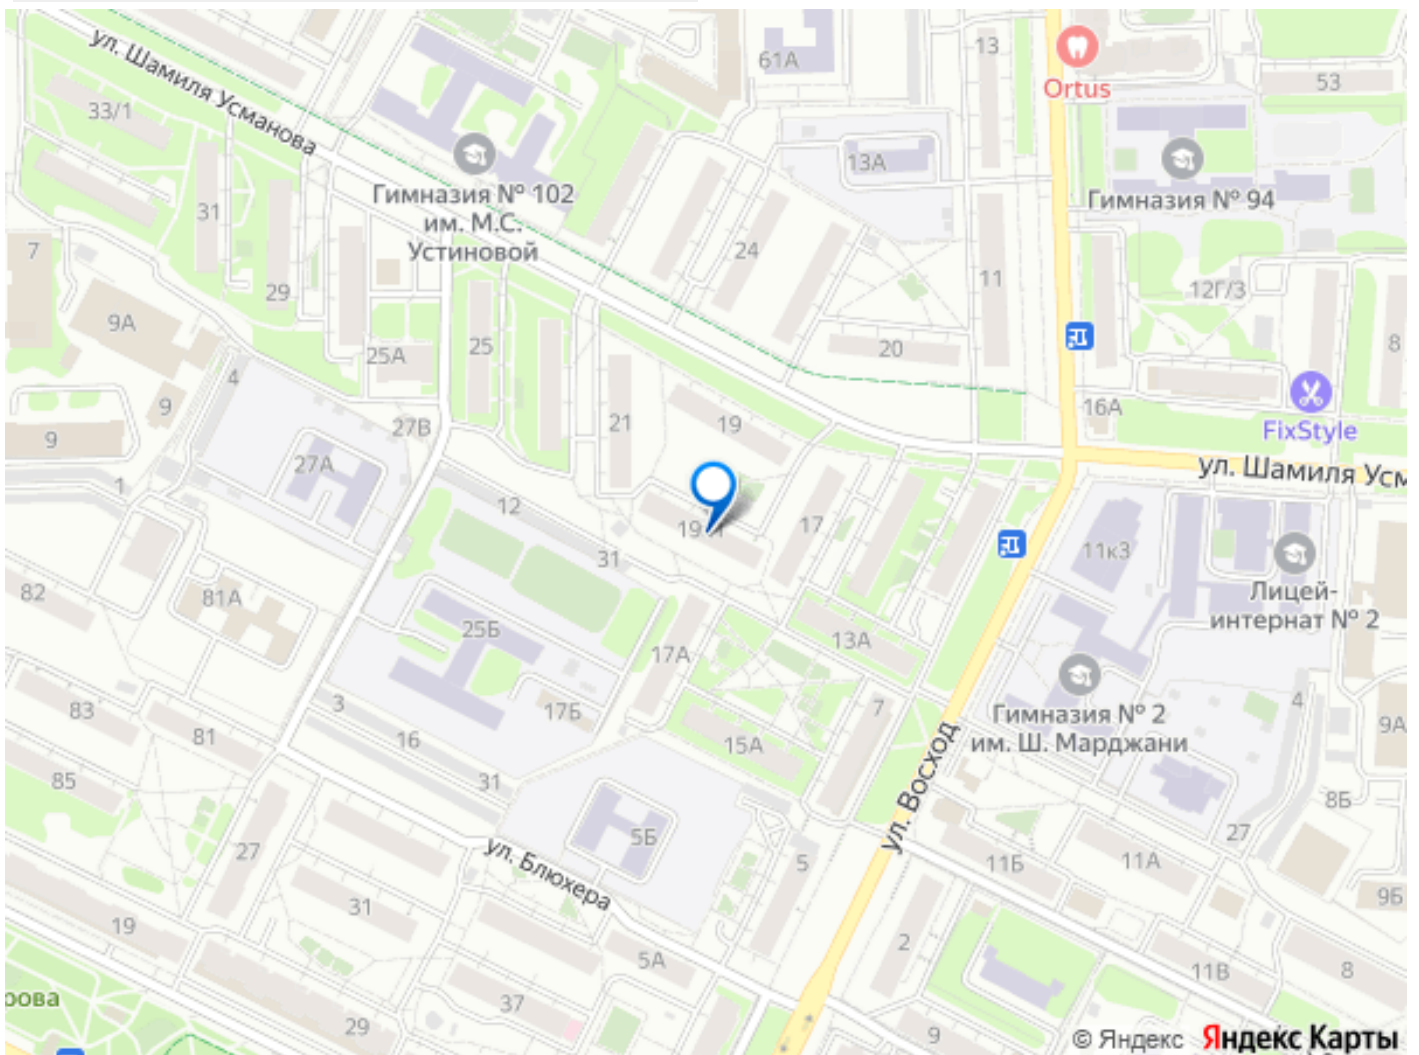 ул. Шамиля Усманова
33/1
61А
13
Ortus
53
13А
Гимназия № 102
им. М.С.
Устиновой
Гимназия № 94
31
7
24
29
11
12Г/3
9А
25А
25
20
8
4
9
21
19
16А
FixStyle
27В
9
27А
ул. Шамиля Усм
1
12
19
17
31
11к3
82
81А
25Б
13А
Лицей-
интернат № 2
17А
83
3
17Б
7
4
Гимназия № 2
им. Ш. Марджани
81
16
15А
9А
85
31
ул. Восход
8Б
27
5Б
27
ул. Блюхера
5
11Б
11А
31
9Б
19
2
5А
11В
8
рова
37
29
9
© Яндекс Яндекс Карты